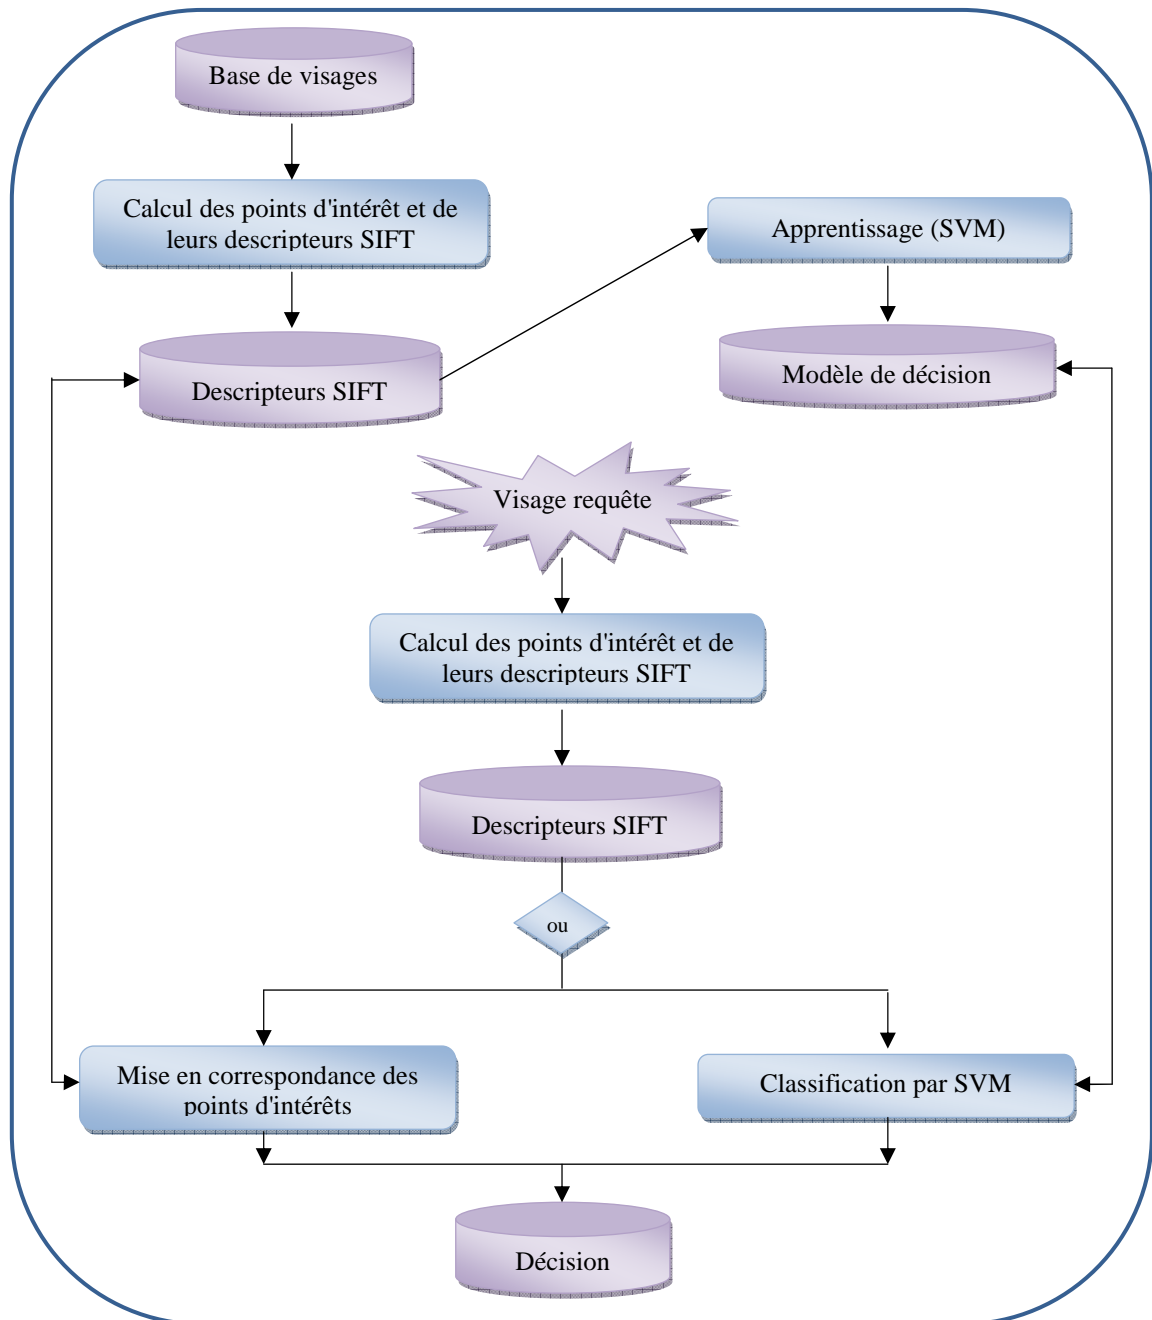 Base de visages
Calcul des points d'intérêt et de
leurs descripteurs SIFT
Apprentissage (SVM)
Descripteurs SIFT
Modèle de décision
Visage requête
Calcul des points d'intérêt et de
leurs descripteurs SIFT
Descripteurs SIFT
ou
Mise en correspondance des
points d'intérêts
Classification par SVM
Décision